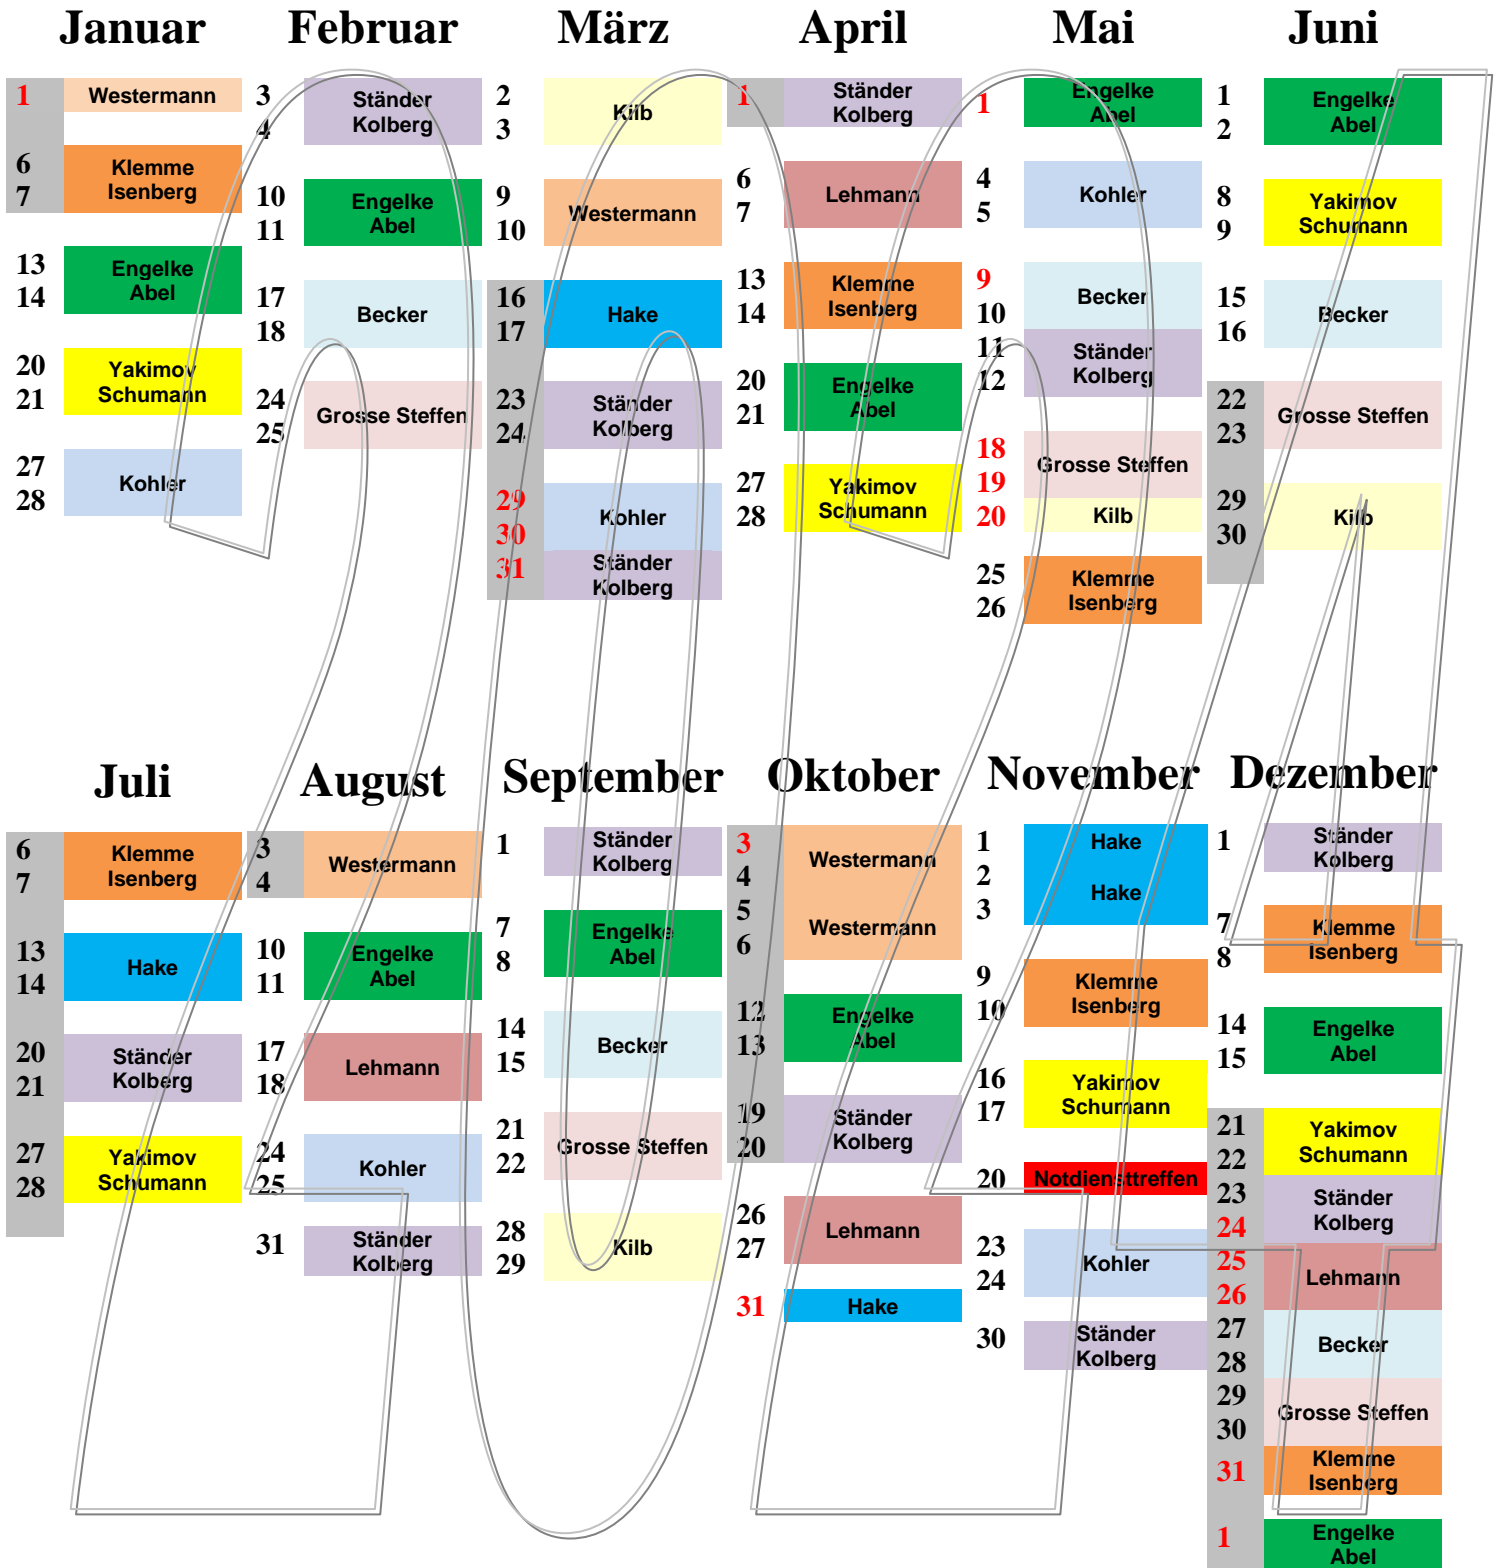 Januar
1 Westermann
6 Klemme
7 Isenberg
13 Engelke
14 Abel
20 Yakimov
21 Schumann
27 Kohler
28
Februar
3 Ständer
4 Kolberg
10 Engelke
11 Abel
17 Becker
18
24 Grosse Steffen
25
März
2 Kilb
3
9 Westermann
10
16 Hake
17
23 Ständer
24 Kolberg
29 Kohler
30
31 Ständer
Kolberg
April
1 Ständer
Kolberg
6 Lehmann
7
13 Klemme
14 Isenberg
20 Engelke
21 Abel
27 Yakimov
28 Schumann
Mai
1 Engelke
Abel
4 Kohler
5
9 Becker
10
11 Ständer
12 Kolberg
18 Grosse Steffen
19
20 Kilb
25 Klemme
26 Isenberg
Juni
1 Engelke
2 Abel
8 Yakimov
9 Schumann
15 Becker
16
22 Grosse Steffen
23
29 Kilb
30
Juli
6 Klemme
7 Isenberg
13 Hake
14
20 Ständer
21 Kolberg
27 Yakimov
28 Schumann
August
3 Westermann
4
10 Engelke
11 Abel
17 Lehmann
18
24 Kohler
25
31 Ständer
Kolberg
September
1 Ständer
Kolberg
7 Engelke
8 Abel
14 Becker
15
21 Grosse Steffen
22
28 Kilb
29
Oktober
3 Westermann
4
5 Westermann
6
12 Engelke
13 Abel
19 Ständer
20 Kolberg
26 Lehmann
27
31 Hake
November
1 Hake
2 Hake
3
9 Klemme
10 Isenberg
16 Yakimov
17 Schumann
20 Notdiensttreffen
23 Kohler
24
30 Ständer
Kolberg
Dezember
1 Ständer
Kolberg
7 Klemme
8 Isenberg
14 Engelke
15 Abel
21 Yakimov
22 Schumann
23 Ständer
24 Kolberg
25 Lehmann
26
27 Becker
28
29 Grosse Steffen
30
31 Klemme
Isenberg
1 Engelke
Abel
2024